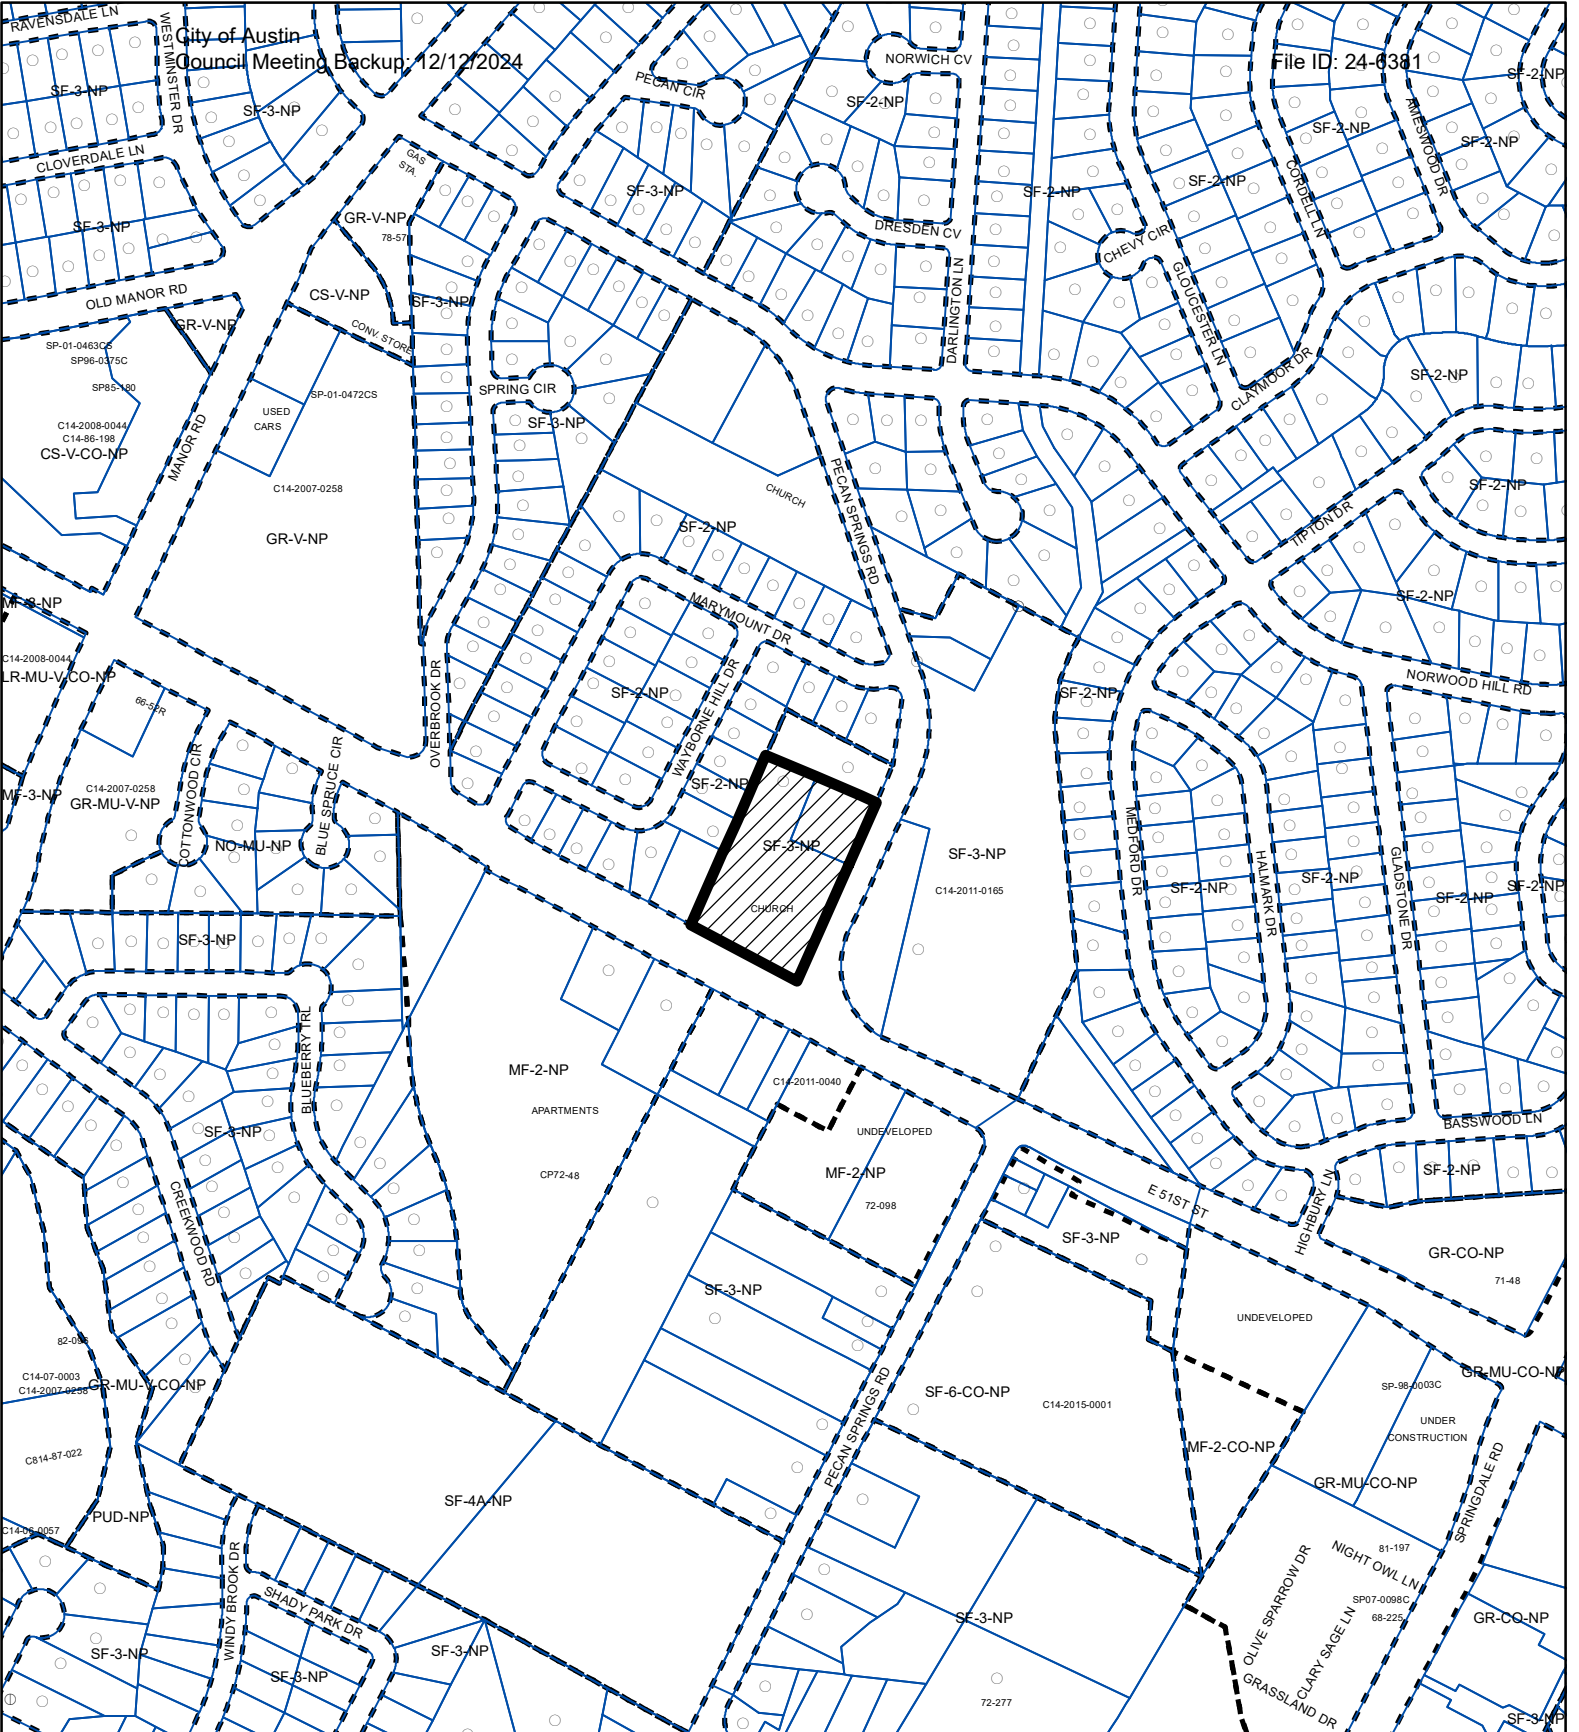 RAVENSDALE LN
WESTMINSTER DR
City of Austin
Council Meeting Backup: 12/12/2024
File ID: 24-6381
NORWICH CV
PECAN CIR
SF-3-NP
SF-3-NP
SF-2-NP
SF-2-NP
SF-2-NP
SF-2-NP
AMESWOOD DR
CLOVERDALE LN
GAS
STA.
SF-3-NP
SF-2-NP
SF-2-NP
CORDELL LN
SF-3-NP
GR-V-NP
78-57
DRESDEN CV
CHEVY CIR
OLD MANOR RD
CS-V-NP
SF-3-NP
DARLINGTON LN
GLOUCESTER LN
GR-V-NP
CONV. STORE
SP-01-0463CS
SP96-0375C
SP85-180
SP-01-0472CS
SPRING CIR
CLAYMOOR DR
SF-2-NP
USED
CARS
C14-2008-0044
C14-86-198
CS-V-CO-NP
MANOR RD
SF-3-NP
C14-2007-0258
CHURCH
PECAN SPRINGS RD
SF-2-NP
GR-V-NP
SF-2-NP
TIPTON DR
MF-3-NP
MARYMOUNT DR
SF-2-NP
C14-2008-0044
LR-MU-V-CO-NP
66-52R
OVERBROOK DR
SF-2-NP
WAYBORNE HILL DR
SF-2-NP
NORWOOD HILL RD
MF-3-NP
C14-2007-0258
GR-MU-V-NP
COTTONWOOD CIR
BLUE SPRUCE CIR
NO-MU-NP
SF-2-NP
SF-3-NP
SF-3-NP
C14-2011-0165
CHURCH
MEDFORD DR
SF-2-NP
HALMARK DR
SF-2-NP
GLADSTONE DR
SF-2-NP
SF-2-NP
SF-3-NP
BLUEBERRY TRL
MF-2-NP
C14-2011-0040
APARTMENTS
UNDEVELOPED
BASSWOOD LN
SF-3-NP
CP72-48
MF-2-NP
SF-2-NP
72-098
E 51ST ST
CREEKWOOD RD
HIGHBURY LN
SF-3-NP
GR-CO-NP
71-48
SF-3-NP
UNDEVELOPED
C14-07-0003
C14-2007-0258
GR-MU-V-CO-NP
PECAN SPRINGS RD
SF-6-CO-NP
C14-2015-0001
SP-98-0003C
GR-MU-CO-NP
UNDER
CONSTRUCTION
C814-87-022
MF-2-CO-NP
GR-MU-CO-NP
SPRINGDALE RD
SF-4A-NP
PUD-NP
C14-06-0057
WINDY BROOK DR
SHADY PARK DR
81-197
NIGHT OWL LN
OLIVE SPARROW DR
SP07-0098C
68-225
CLARY SAGE LN
GRASSLAND DR
SF-3-NP
GR-CO-NP
SF-3-NP
SF-3-NP
SF-3-NP
72-277
SF-3-NP